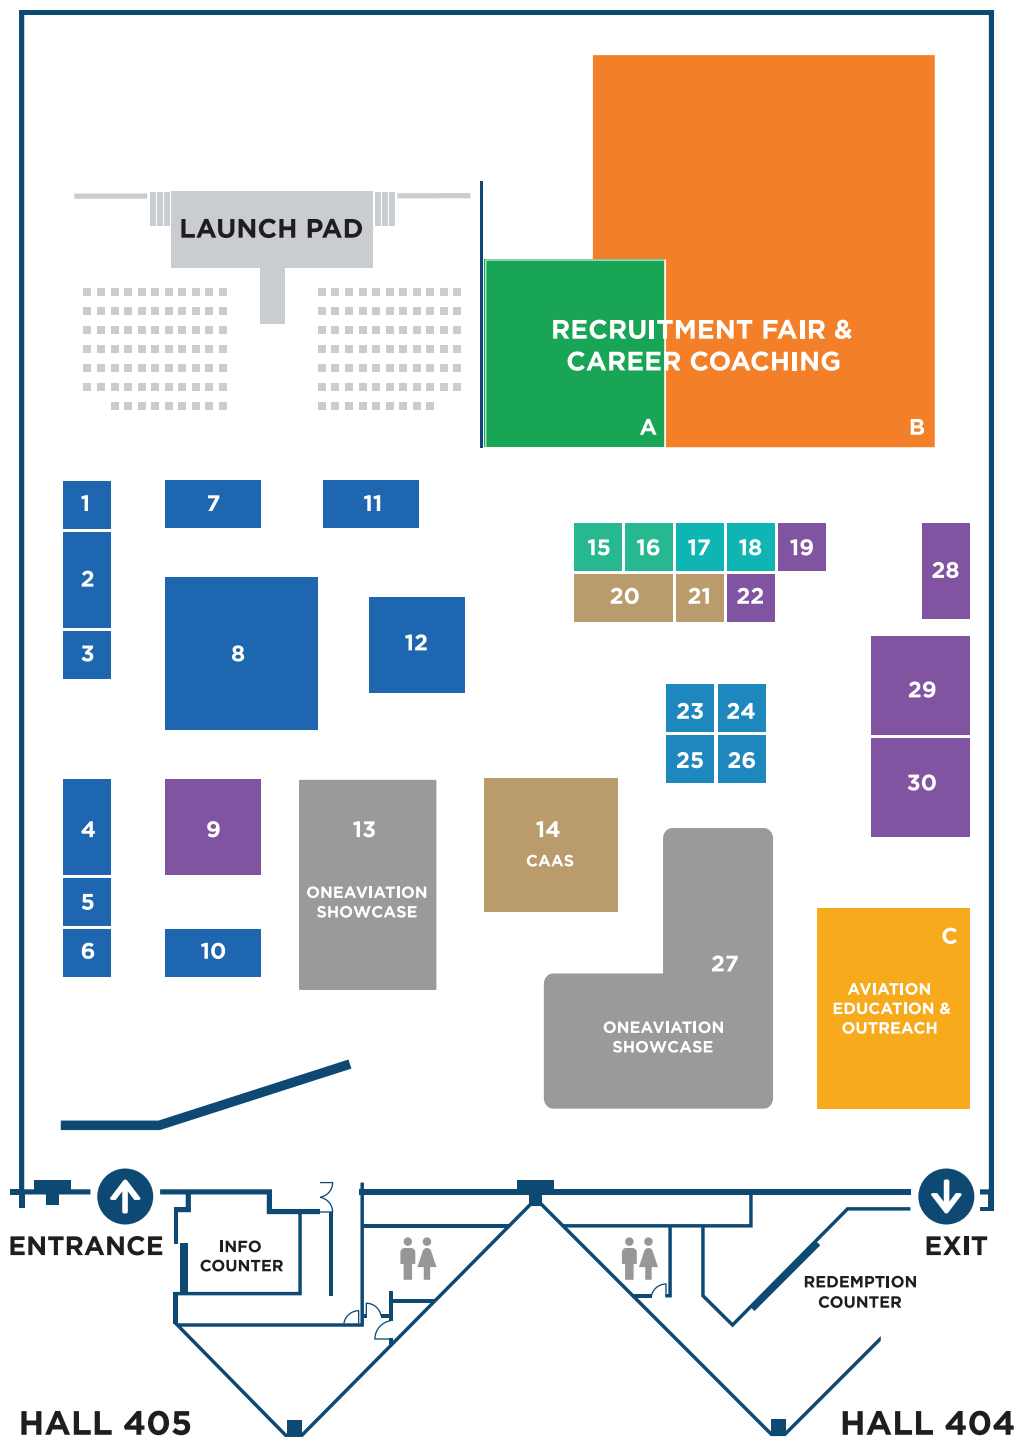 LAUNCH PAD
RECRUITMENT FAIR &
CAREER COACHING
A
B
1
7
11
2
3
8
12
15
16
17
18
19
20
21
22
28
23
24
25
26
29
30
4
9
5
6
10
13
ONEAVIATION
SHOWCASE
14
CAAS
27
ONEAVIATION
SHOWCASE
C
AVIATION
EDUCATION &
OUTREACH
ENTRANCE
INFO
COUNTER
EXIT
REDEMPTION
COUNTER
HALL 405
HALL 404